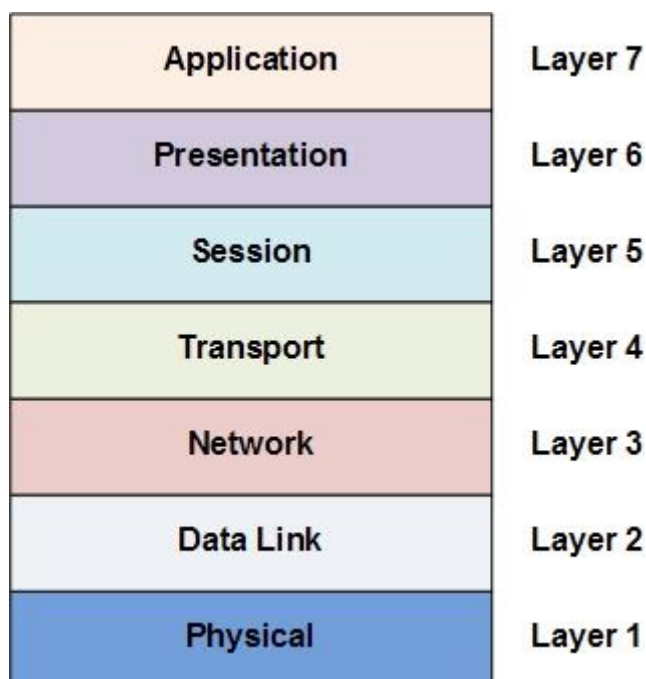 Application Layer 7
Presentation Layer 6
Session Layer 5
Transport Layer 4
Network Layer 3
Data Link Layer 2
Physical Layer 1